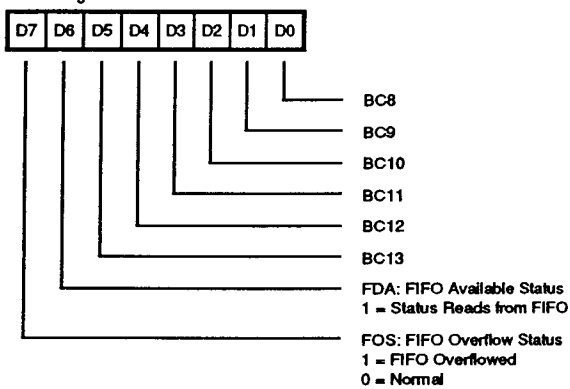 D7 D6 D5 D4 D3 D2 D1 D0
BC8
BC9
BC10
BC11
BC12
BC13
FDA: FIFO Available Status
1 = Status Reads from FIFO
FOS: FIFO Overflow Status
1 = FIFO Overflowed
0 = Normal